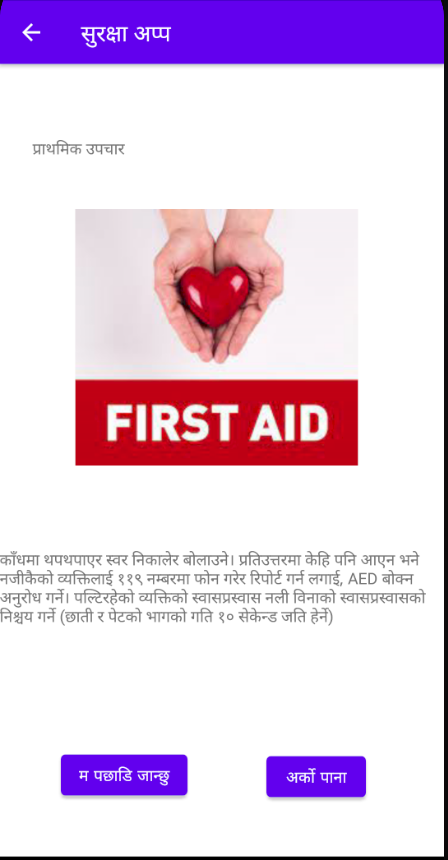 सुरक्षा अप्प
प्राथमिक उपचार
FIRST AID
काँधमा थपथपाएर स्वर निकालेर बोलाउने। प्रतिउत्तरमा केहि पनि आएन भने
नजीकैको व्यक्तिलाई ११९ नम्बरमा फोन गरेर रिपोर्ट गर्न लगाई, AED बोक्न
अनुरोध गर्ने। पल्टिरहेको व्यक्तिको स्वासप्रस्वास नली विनाको स्वासप्रस्वासको
निश्चय गर्ने (छाती र पेटको भागको गति १० सेकेन्ड जति हेर्ने)
म पछाडि जान्छु
अर्को पाना